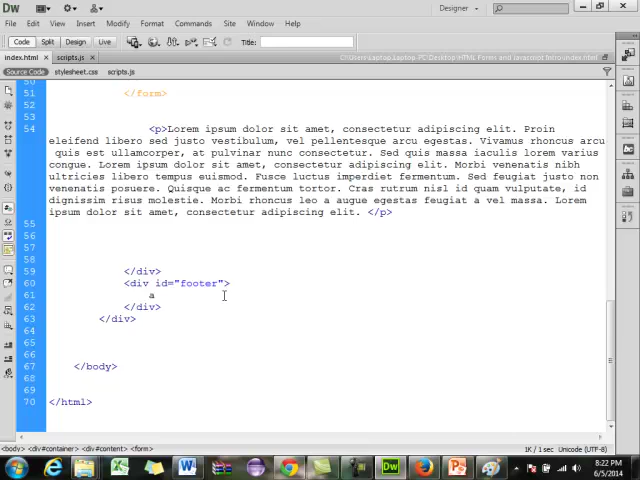 Dw
Designer
File Edit View Insert Modify Format Commands Site Window Help
Code Split Design Live Title:
index.html scripts.js
Source Code stylesheet.css scripts.js
50
51 </form>
52
53
54 <p>Lorem ipsum dolor sit amet, consectetur adipiscing elit. Proin
eleifend libero sed justo vestibulum, vel pellentesque arcu egestas. Vivamus rhoncus arcu
quis est ullamcorper, at pulvinar nunc consectetur. Sed quis massa iaculis lorem varius
congue. Lorem ipsum dolor sit amet, consectetur adipiscing elit. Morbi venenatis nibh
ultricies libero tempus euismod. Fusce luctus imperdiet fermentum. Sed feugiat justo non
venenatis posuere. Quisque ac fermentum tortor. Cras rutrum nisl id quam vulputate, id
dignissim risus molestie. Morbi rhoncus leo a augue egestas feugiat a vel massa. Lorem
ipsum dolor sit amet, consectetur adipiscing elit. </p>
55
56
57
58
59 </div>
60 <div id="footer">
61 a
62 </div>
63 </div>
64
65
66
67 </body>
68
69
70 </html>
<body> <div#container> <div#content> <form>
1K / 1 sec Unicode (UTF-8)
8:22 PM
6/5/2014